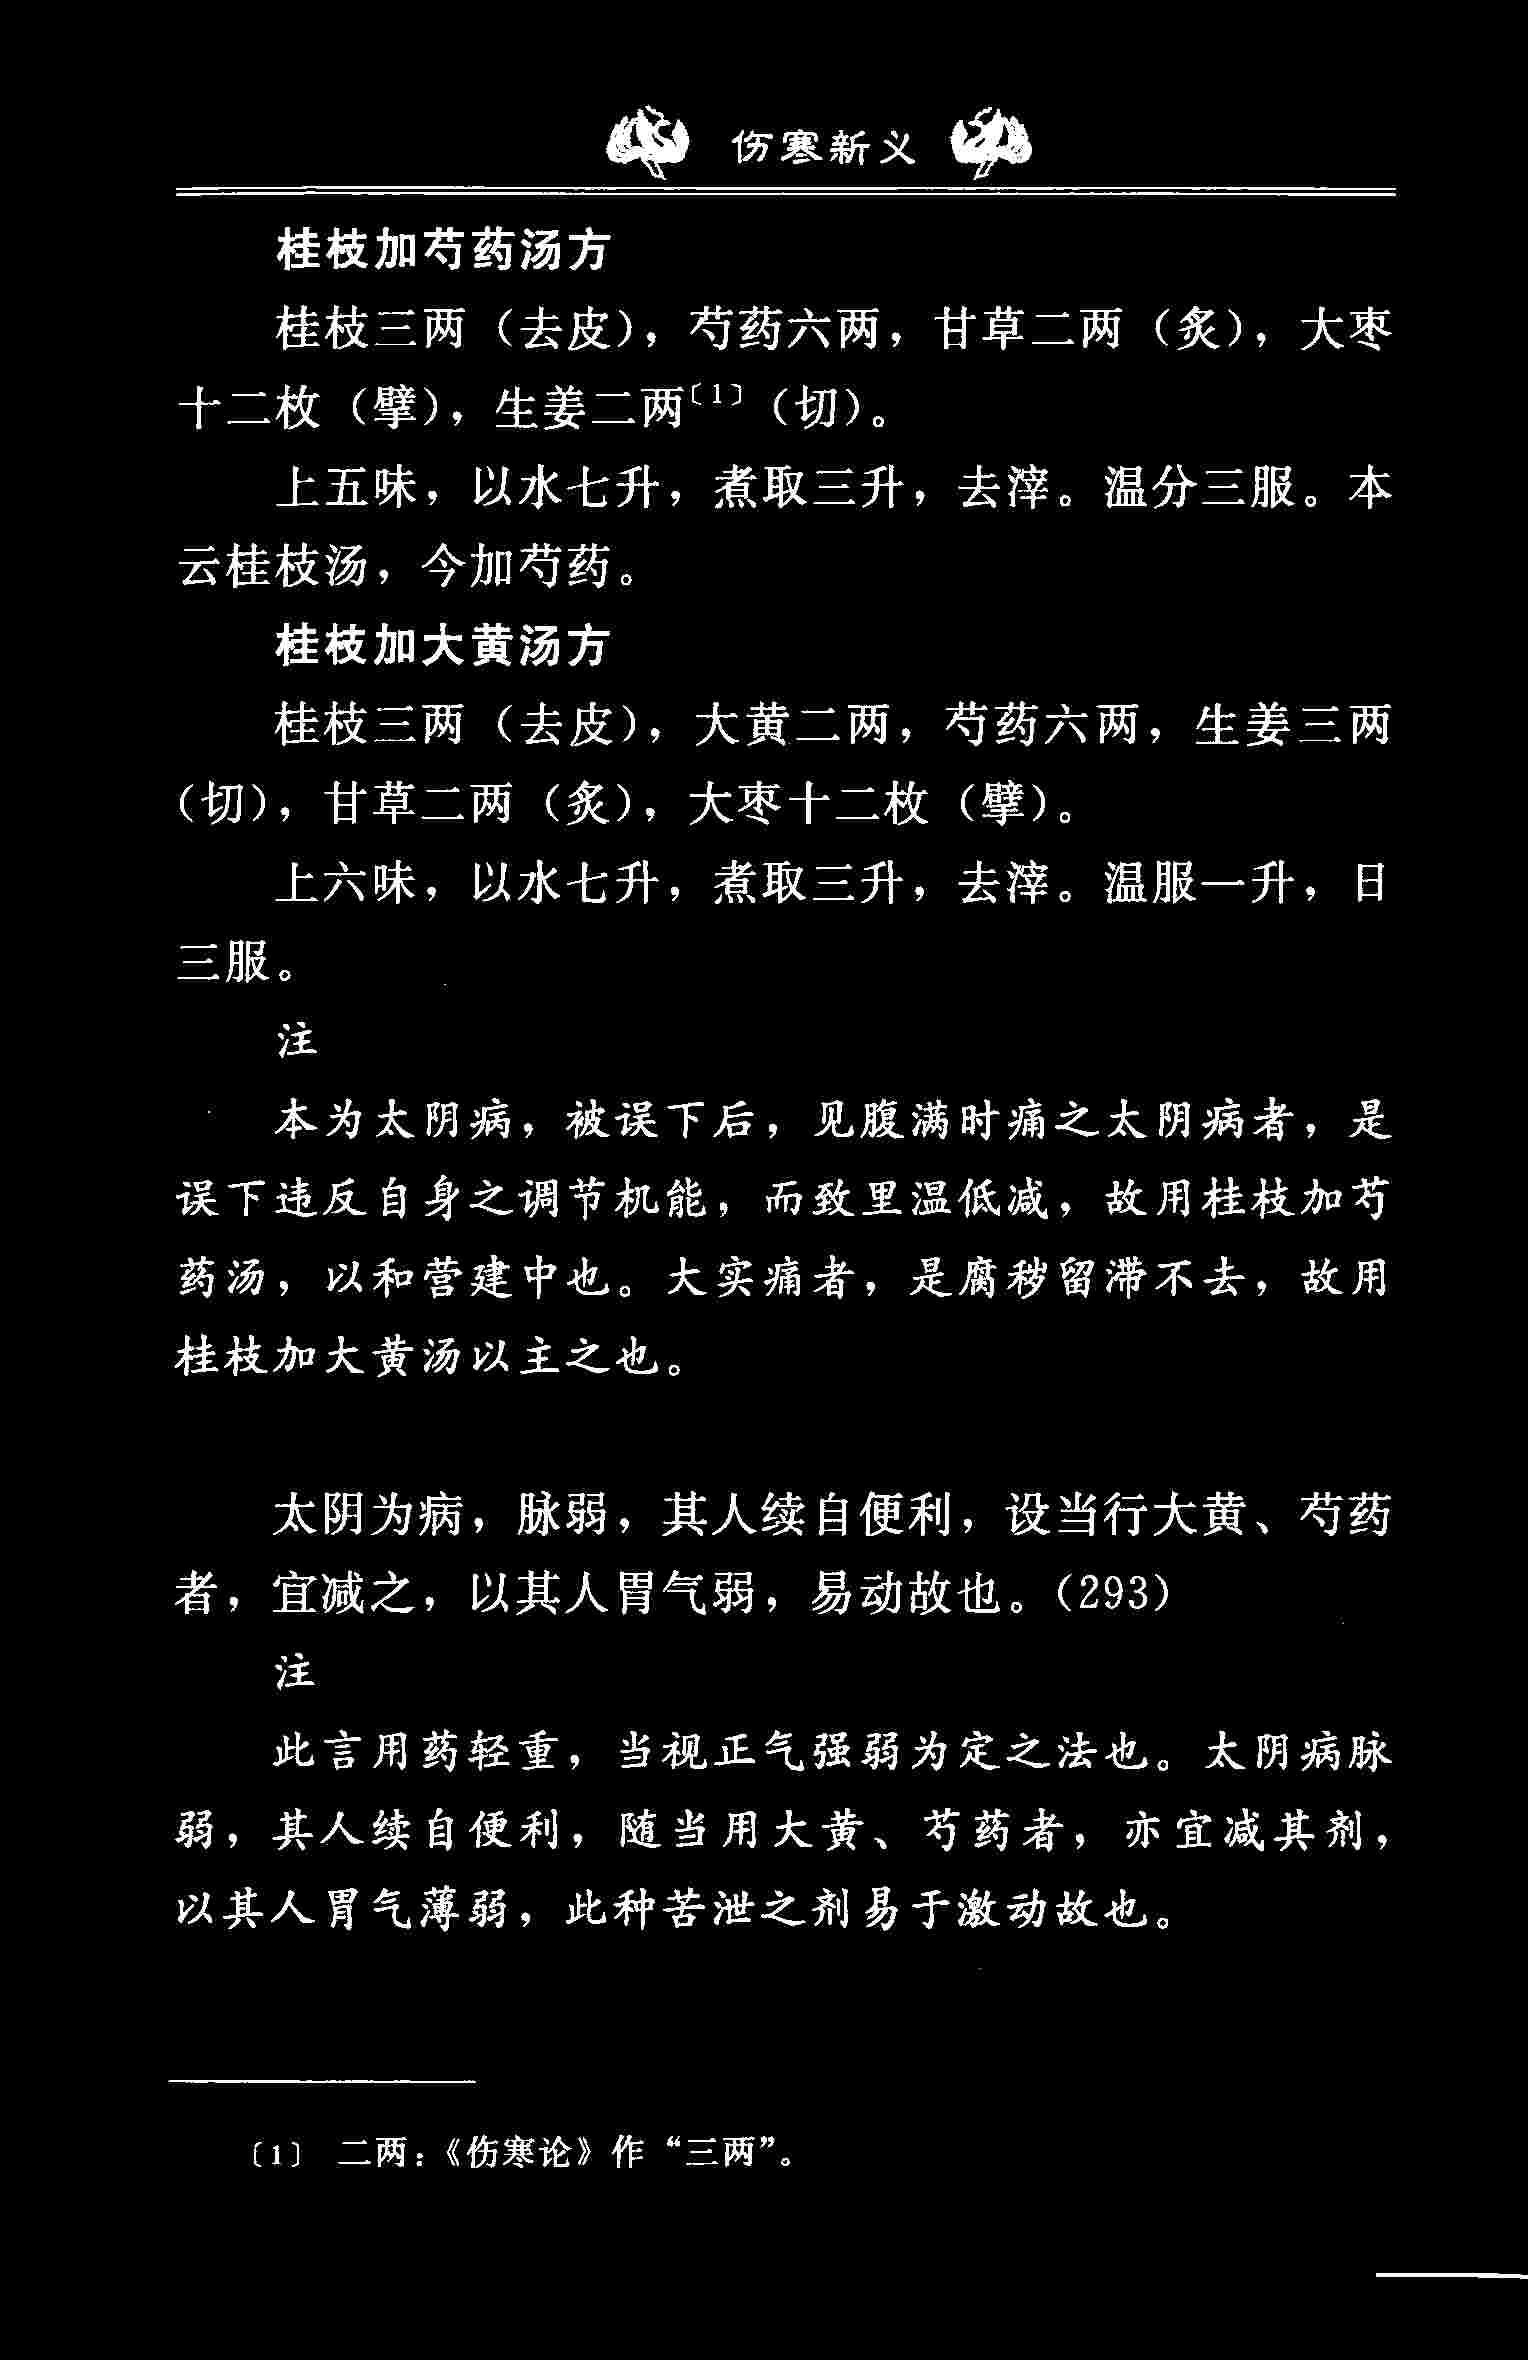 伤寒新义
桂枝加芍药汤方
桂枝三两（去皮），芍药六两，甘草二两（炙），大枣
十二枚（擘），生姜二两〔1〕（切）。
上五味，以水七升，煮取三升，去滓。温分三服。本
云桂枝汤，今加芍药。
桂枝加大黄汤方
桂枝三两（去皮），大黄二两，芍药六两，生姜三两
（切），甘草二两（炙），大枣十二枚（擘）。
上六味，以水七升，煮取三升，去滓。温服一升，日
三服。
注
本为太阴病，被误下后，见腹满时痛之太阴病者，是
误下违反自身之调节机能，而致里温低减，故用桂枝加芍
药汤，以和营建中也。大实痛者，是腐秽留滞不去，故用
桂枝加大黄汤以主之也。
太阴为病，脉弱，其人续自便利，设当行大黄、芍药
者，宜减之，以其人胃气弱，易动故也。（293）
注
此言用药轻重，当视正气强弱为定之法也。太阴病脉
弱，其人续自便利，随当用大黄、芍药者，亦宜减其剂，
以其人胃气薄弱，此种苦泄之剂易于激动故也。
〔1〕 二两：《伤寒论》作“三两”。